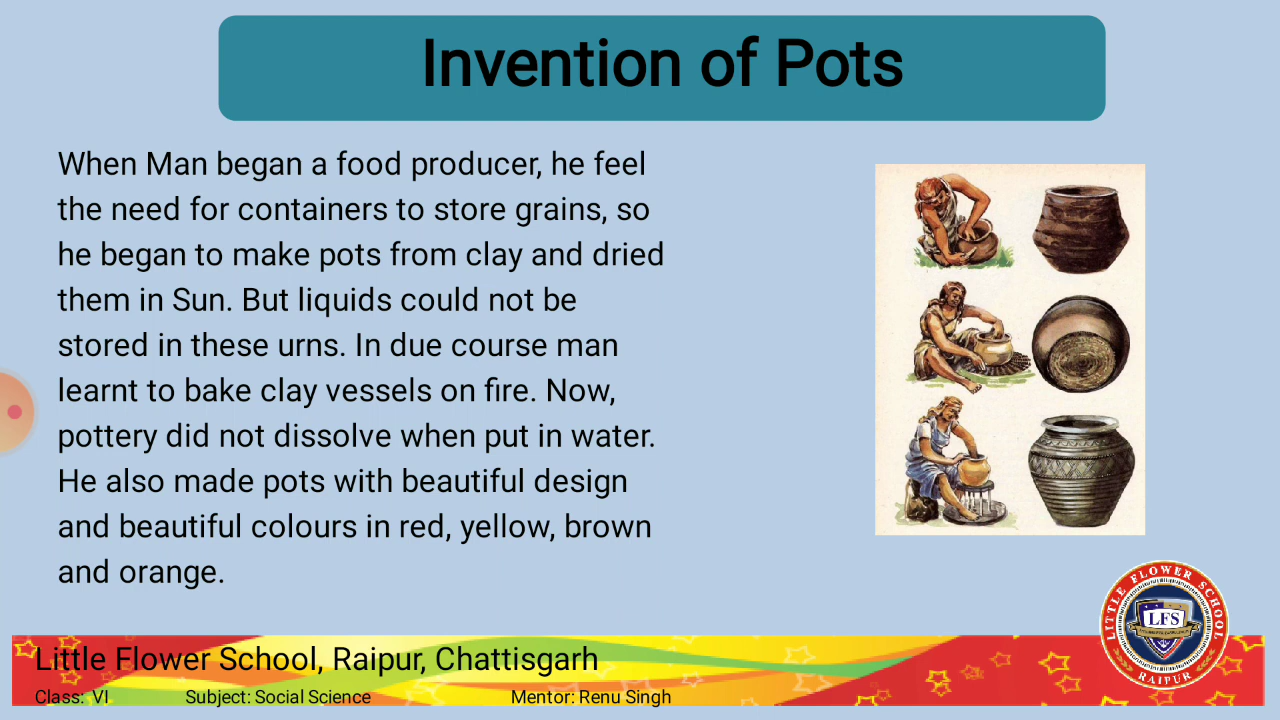 Invention of Pots
When Man began a food producer, he feel
the need for containers to store grains, so
he began to make pots from clay and dried
them in Sun. But liquids could not be
stored in these urns. In due course man
learnt to bake clay vessels on fire. Now,
pottery did not dissolve when put in water.
He also made pots with beautiful design
and beautiful colours in red, yellow, brown
and orange.
LITTLE FLOWER SCHOOL
LFS
RAIPUR
Little Flower School, Raipur, Chattisgarh
Class: VI Subject: Social Science Mentor: Renu Singh